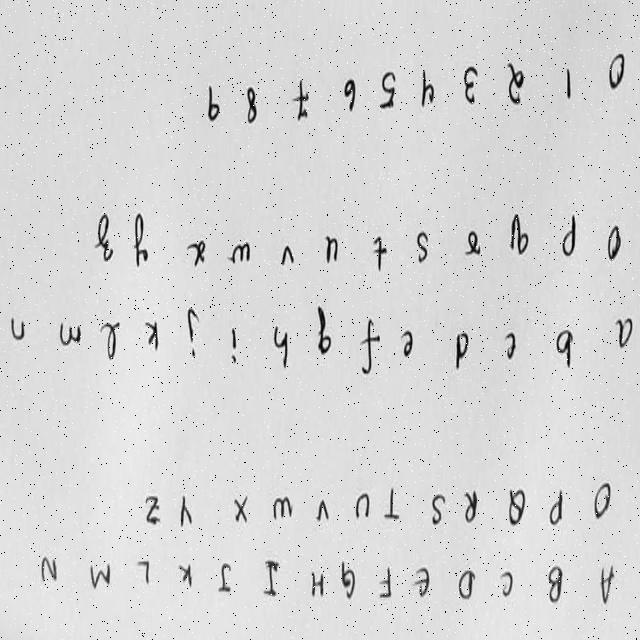 A B C D E F G H I J K L M N
O P Q R S T U V W X Y Z
a b c d e f g h i j k l m n
o p q r s t u v w x y z
0 1 2 3 4 5 6 7 8 9